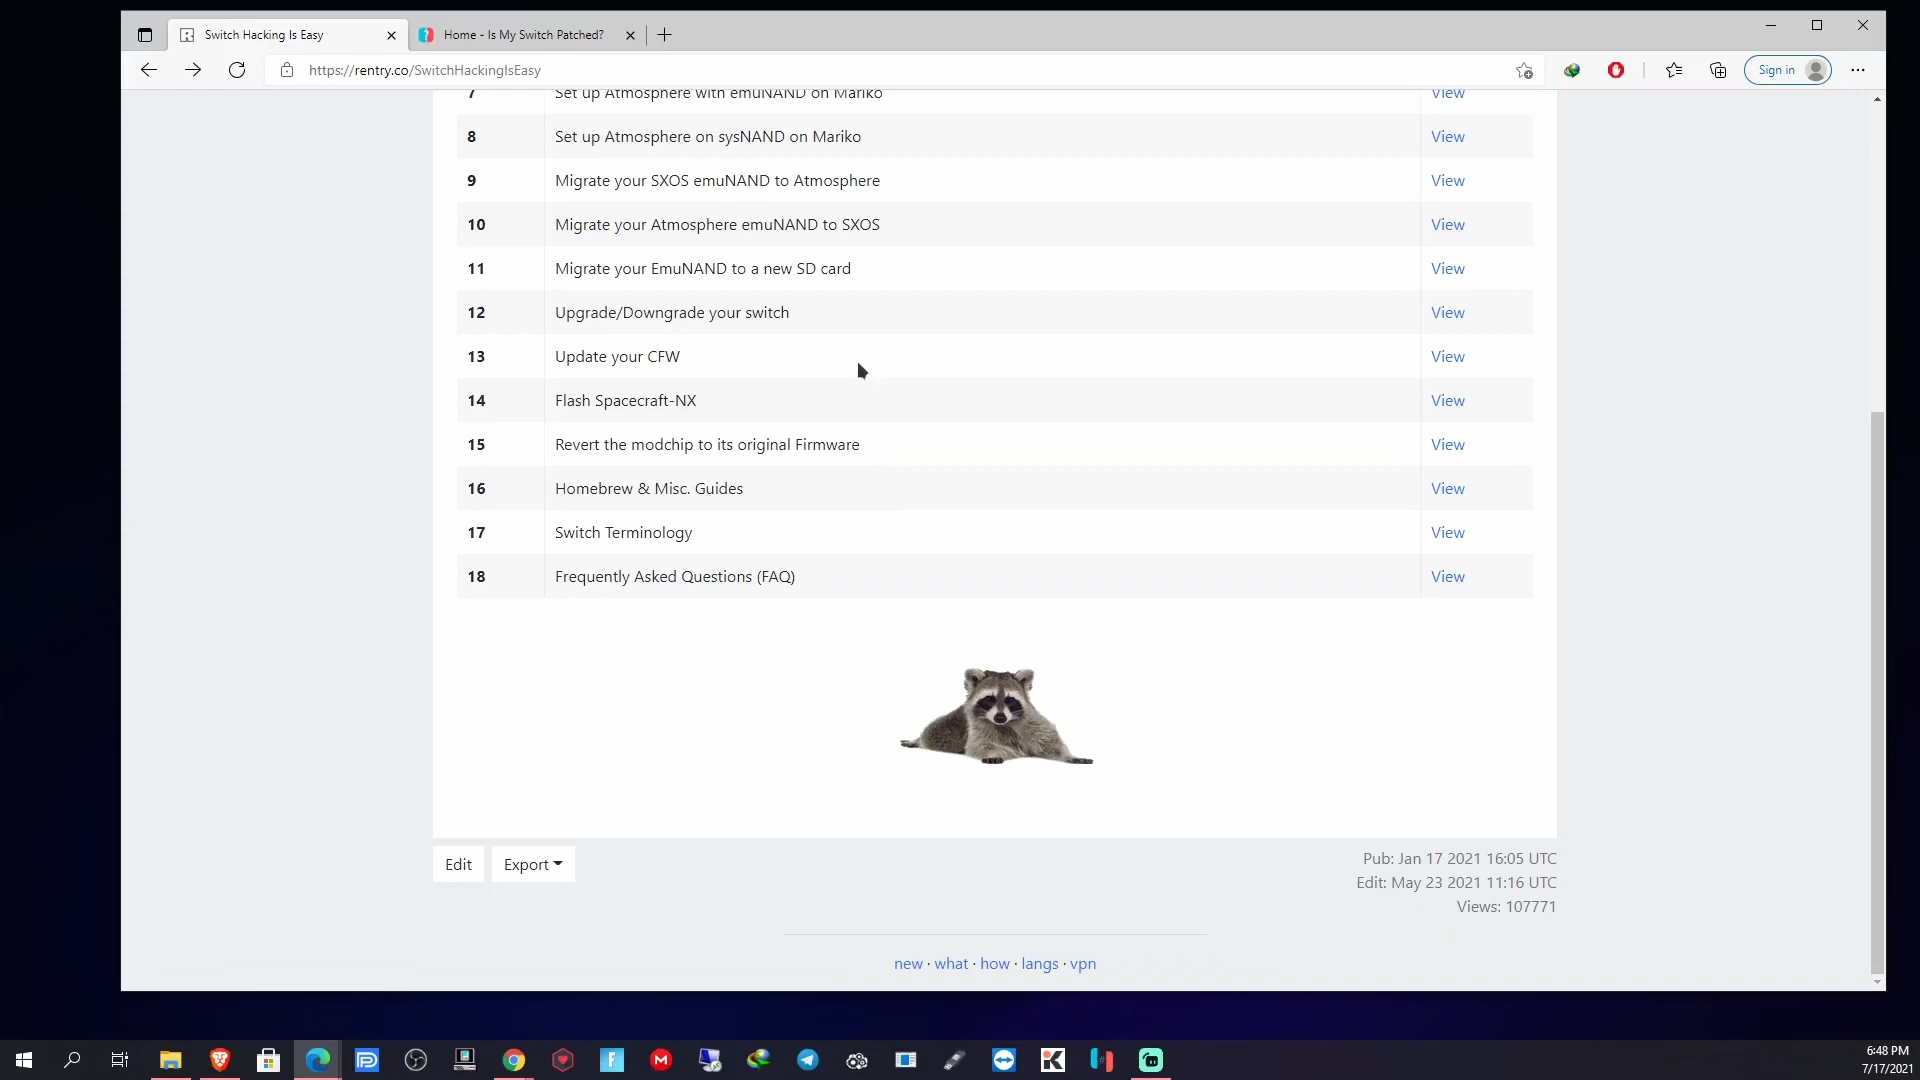 Switch Hacking Is Easy
Home - Is My Switch Patched?
https://rentry.co/SwitchHackingIsEasy
Sign in
7 Set up Atmosphere with emuNAND on Mariko View
8 Set up Atmosphere on sysNAND on Mariko View
9 Migrate your SXOS emuNAND to Atmosphere View
10 Migrate your Atmosphere emuNAND to SXOS View
11 Migrate your EmuNAND to a new SD card View
12 Upgrade/Downgrade your switch View
13 Update your CFW View
14 Flash Spacecraft-NX View
15 Revert the modchip to its original Firmware View
16 Homebrew & Misc. Guides View
17 Switch Terminology View
18 Frequently Asked Questions (FAQ) View
Edit Export
Pub: Jan 17 2021 16:05 UTC
Edit: May 23 2021 11:16 UTC
Views: 107771
new · what · how · langs · vpn
6:48 PM
7/17/2021